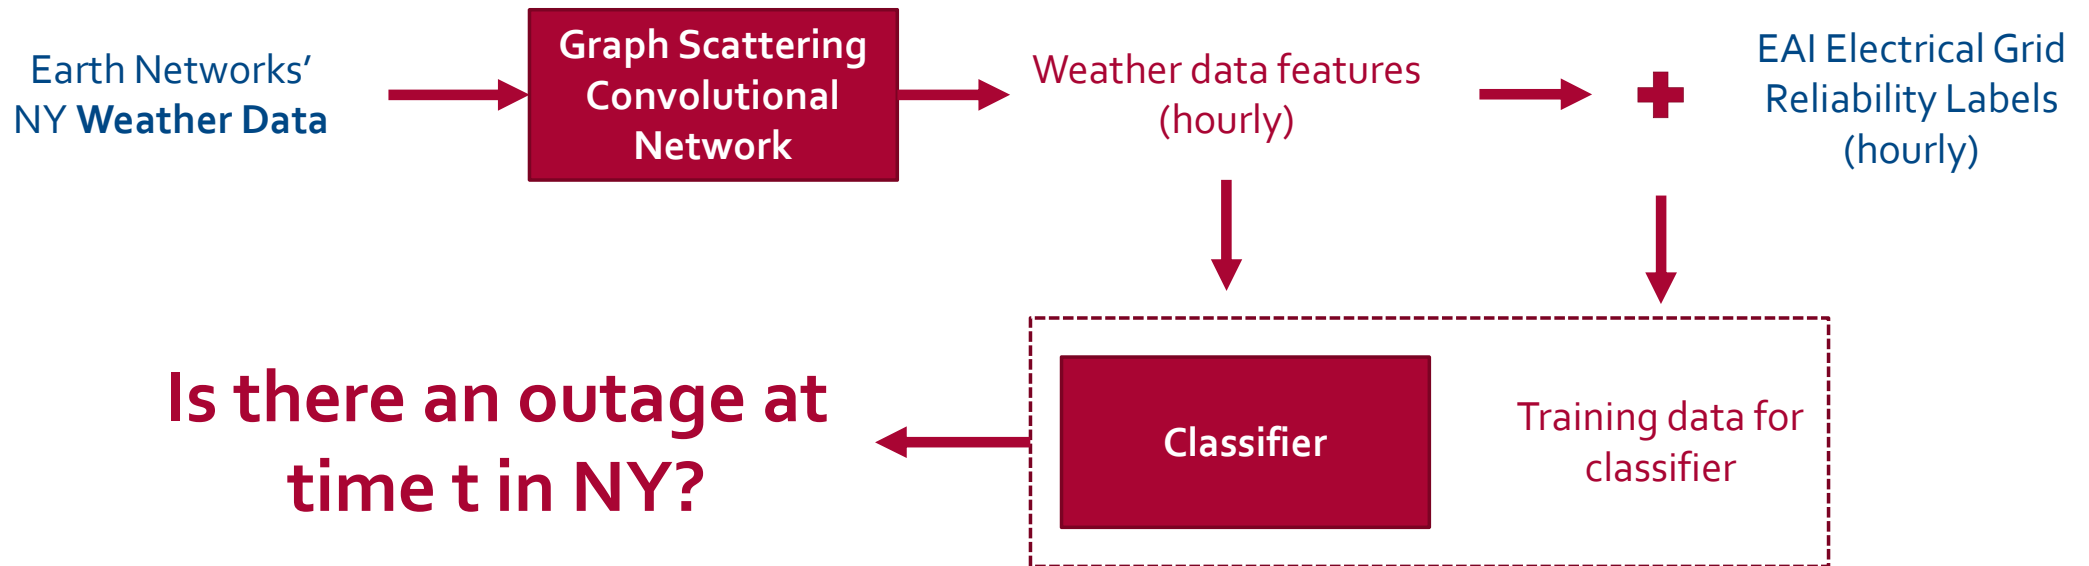 Earth Networks’
NY Weather Data
Graph Scattering
Convolutional
Network
Weather data features
(hourly)
EAI Electrical Grid
Reliability Labels
(hourly)
Is there an outage at
time t in NY?
Classifier
Training data for
classifier